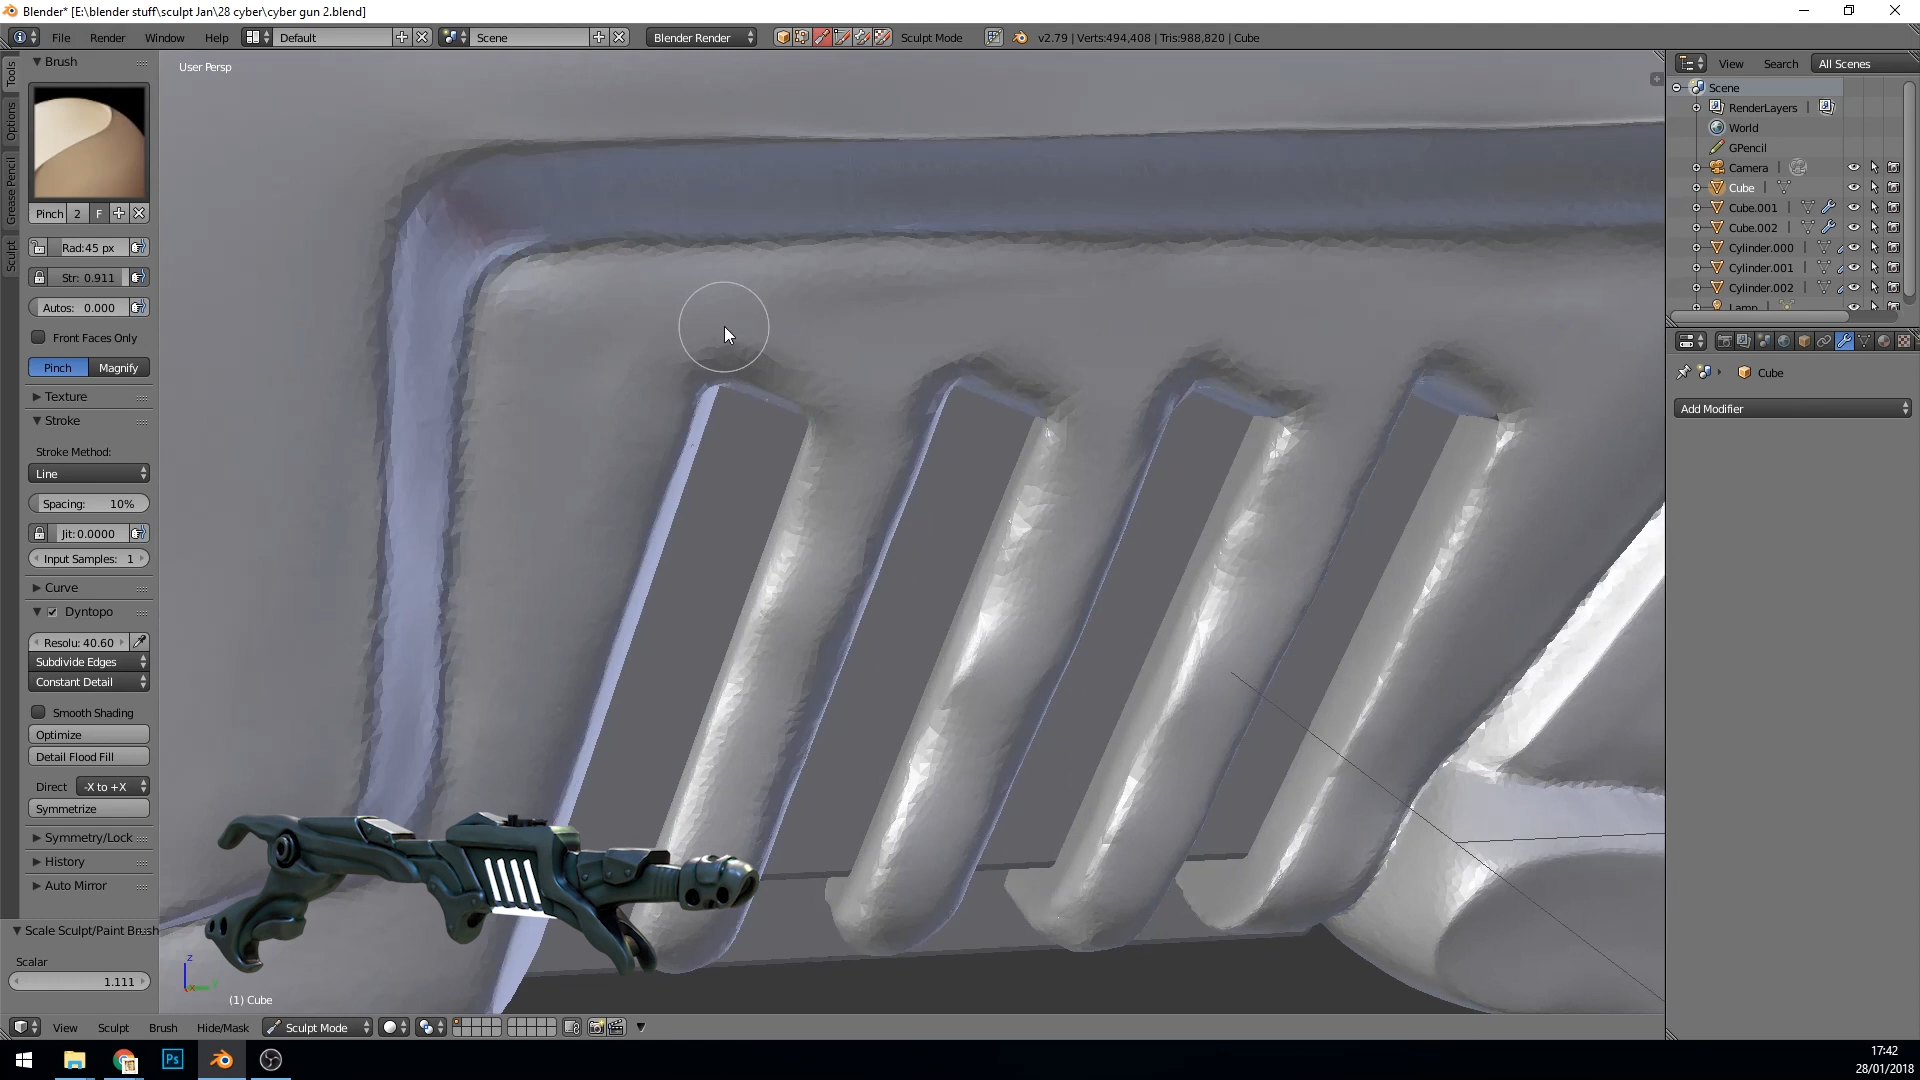 Blender* [E:\blender stuff\sculpt Jan\28 cyber\cyber gun 2.blend]
File Render Window Help Default Scene Blender Render Sculpt Mode v2.79 | Verts:494,408 | Tris:988,820 | Cube
Tools
Options
Grease Pencil
Sculpt
Brush
Pinch 2 F
Rad: 45 px
Str: 0.911
Autos: 0.000
Front Faces Only
Pinch Magnify
Texture
Stroke
Stroke Method:
Line
Spacing: 10%
Jit: 0.0000
Input Samples: 1
Curve
Dyntopo
Resolu: 40.60
Subdivide Edges
Constant Detail
Smooth Shading
Optimize
Detail Flood Fill
Direct -X to +X
Symmetrize
Symmetry/Lock
History
Auto Mirror
Scale Sculpt/Paint Brush
Scalar
1.111
User Persp
z
(1) Cube
View Sculpt Brush Hide/Mask Sculpt Mode
View Search All Scenes
Scene
RenderLayers
World
GPencil
Camera
Cube
Cube.001
Cube.002
Cylinder.000
Cylinder.001
Cylinder.002
Lamp
Cube
Add Modifier
Ps
17:42
28/01/2018